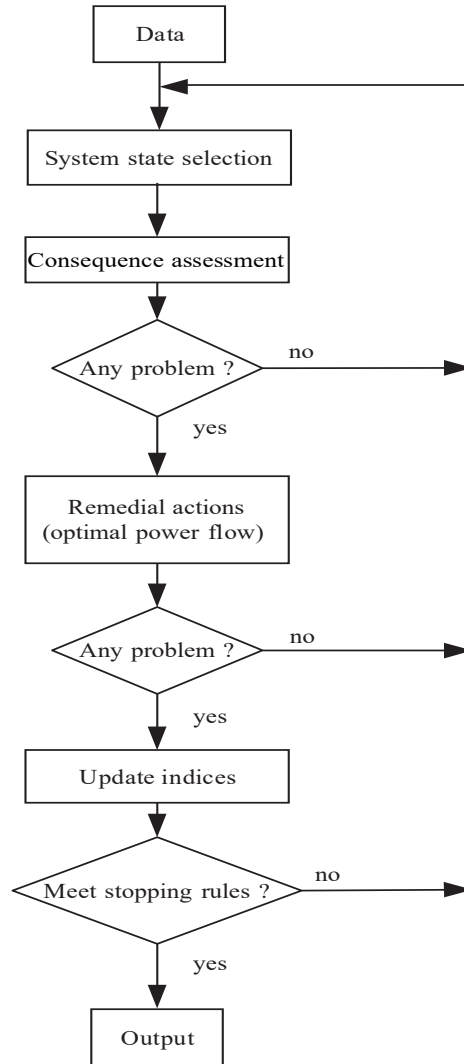 Data
System state selection
Consequence assessment
Any problem ?
no
yes
Remedial actions
(optimal power flow)
Any problem ?
no
yes
Update indices
Meet stopping rules ?
no
yes
Output